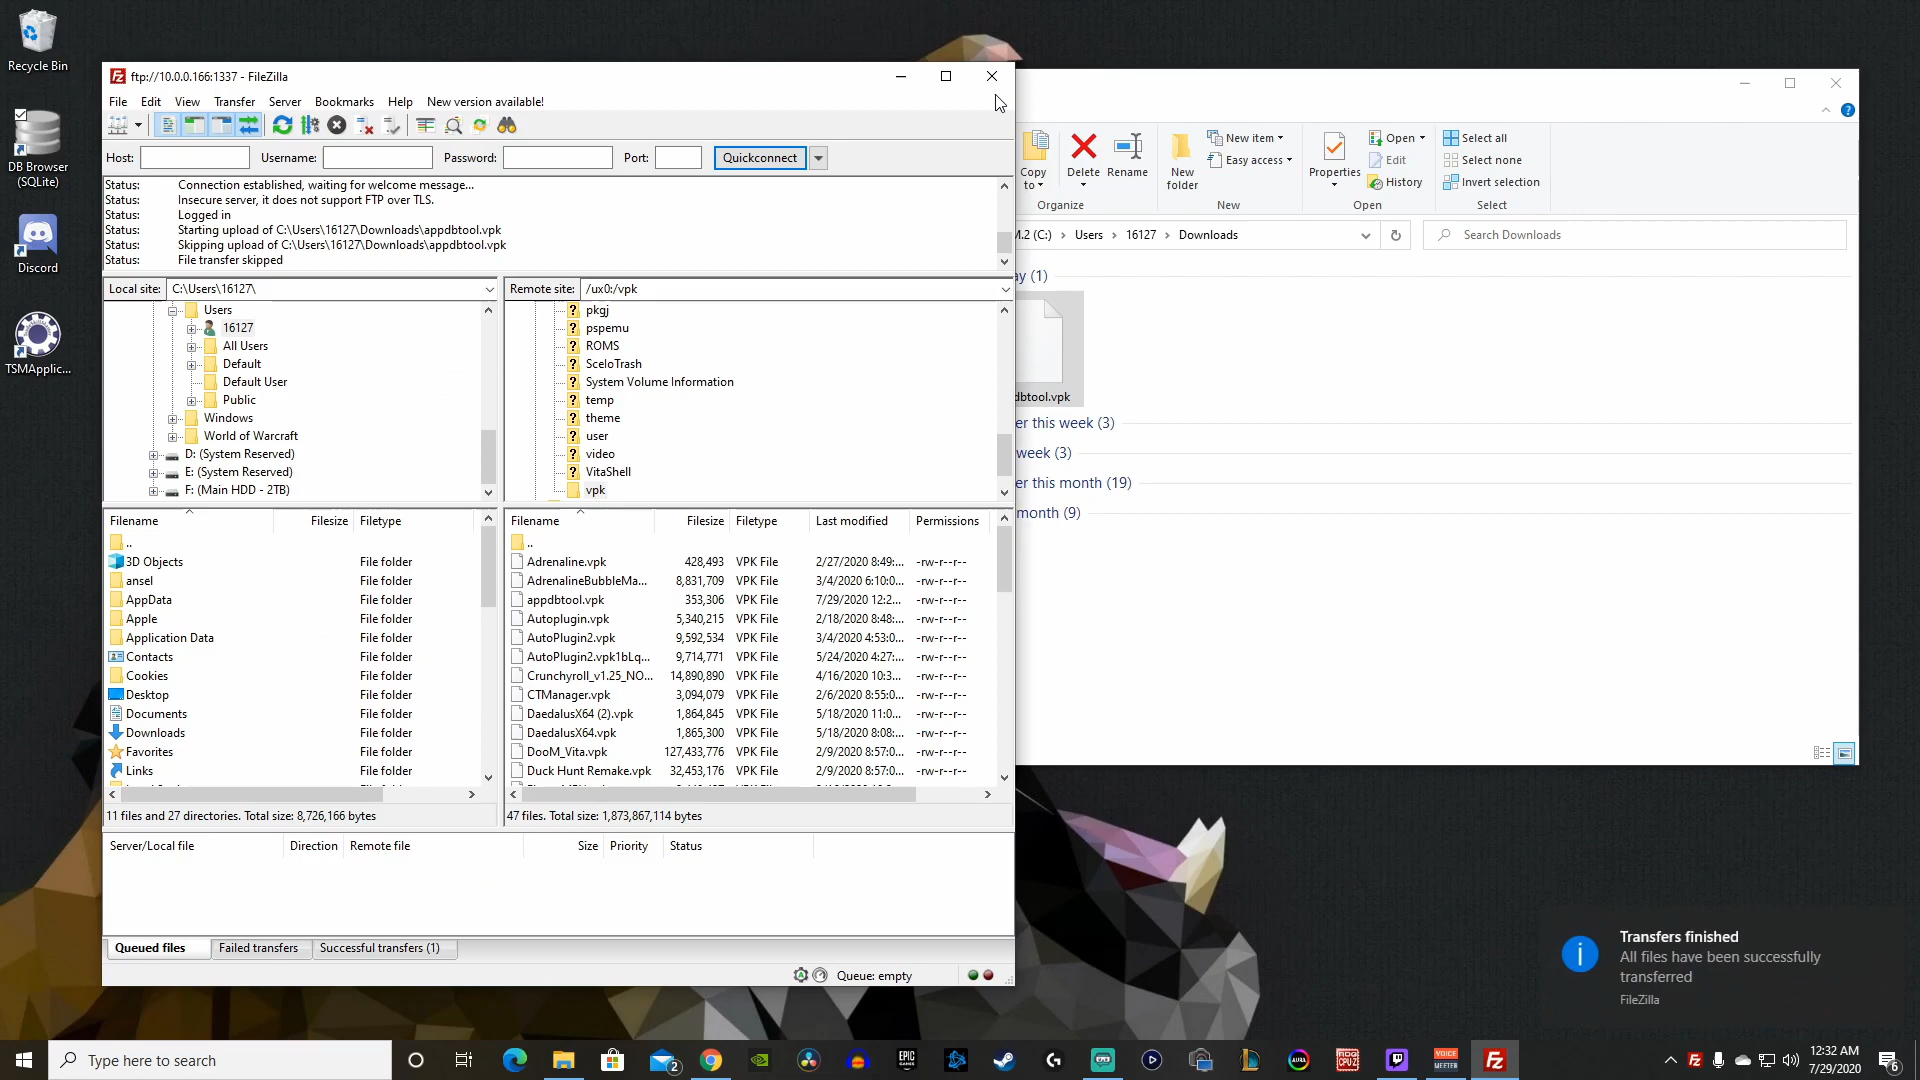 Recycle Bin
DB Browser
(SQLite)
Discord
TSMApplic...
ftp://10.0.0.166:1337 - FileZilla
File Edit View Transfer Server Bookmarks Help New version available!
Host: Username: Password: Port: Quickconnect
Status: Connection established, waiting for welcome message...
Status: Insecure server, it does not support FTP over TLS.
Status: Logged in
Status: Starting upload of C:\Users\16127\Downloads\appdbtool.vpk
Status: Skipping upload of C:\Users\16127\Downloads\appdbtool.vpk
Status: File transfer skipped
Local site: C:\Users\16127\
Users
16127
All Users
Default
Default User
Public
Windows
World of Warcraft
D: (System Reserved)
E: (System Reserved)
F: (Main HDD - 2TB)
Remote site: /ux0:/vpk
pkgj
pspemu
ROMS
SceIoTrash
System Volume Information
temp
theme
user
video
VitaShell
vpk
Filename Filesize Filetype
..
3D Objects File folder
ansel File folder
AppData File folder
Apple File folder
Application Data File folder
Contacts File folder
Cookies File folder
Desktop File folder
Documents File folder
Downloads File folder
Favorites File folder
Links File folder
11 files and 27 directories. Total size: 8,726,166 bytes
Filename Filesize Filetype Last modified Permissions
..
Adrenaline.vpk 428,493 VPK File 2/27/2020 8:49:... -rw-r--r--
AdrenalineBubbleMa... 8,831,709 VPK File 3/4/2020 6:10:0... -rw-r--r--
appdbtool.vpk 353,306 VPK File 7/29/2020 12:2... -rw-r--r--
Autoplugin.vpk 5,340,215 VPK File 2/18/2020 8:48:... -rw-r--r--
AutoPlugin2.vpk 9,592,534 VPK File 3/4/2020 4:53:0... -rw-r--r--
AutoPlugin2.vpk1bLq... 9,714,771 VPK File 5/24/2020 4:27:... -rw-r--r--
Crunchyroll_v1.25_NO... 14,890,890 VPK File 4/16/2020 10:3... -rw-r--r--
CTManager.vpk 3,094,079 VPK File 2/6/2020 8:55:0... -rw-r--r--
DaedalusX64 (2).vpk 1,864,845 VPK File 5/18/2020 11:0... -rw-r--r--
DaedalusX64.vpk 1,865,300 VPK File 5/18/2020 8:08:... -rw-r--r--
DooM_Vita.vpk 127,433,776 VPK File 2/9/2020 8:57:0... -rw-r--r--
Duck Hunt Remake.vpk 32,453,176 VPK File 2/9/2020 8:57:0... -rw-r--r--
47 files. Total size: 1,873,867,114 bytes
Server/Local file Direction Remote file Size Priority Status
Queued files Failed transfers Successful transfers (1)
Queue: empty
Copy to
Delete
Rename
Organize
New folder
New item
Easy access
New
Properties
Open
Edit
History
Open
Select all
Select none
Invert selection
Select
M.2 (C:) > Users > 16127 > Downloads
Search Downloads
ay (1)
dbtool.vpk
er this week (3)
week (3)
er this month (19)
month (9)
Transfers finished
All files have been successfully
transferred
FileZilla
Type here to search
2
EPIC GAMES
AURA
CPU-Z
VOICE
MEETER
12:32 AM
7/29/2020
6